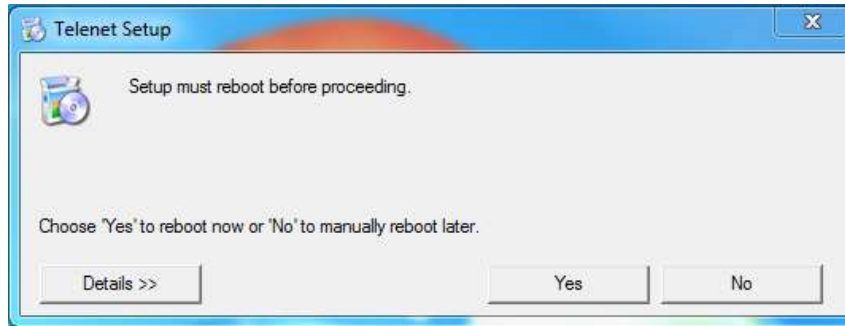 Telenet Setup
Setup must reboot before proceeding.
Choose 'Yes' to reboot now or 'No' to manually reboot later.
Details >>
Yes
No